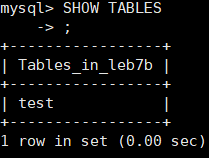 mysql> SHOW TABLES
    -> ;
+-----------------+
| Tables_in_leb7b |
+-----------------+
| test            |
+-----------------+
1 row in set (0.00 sec)